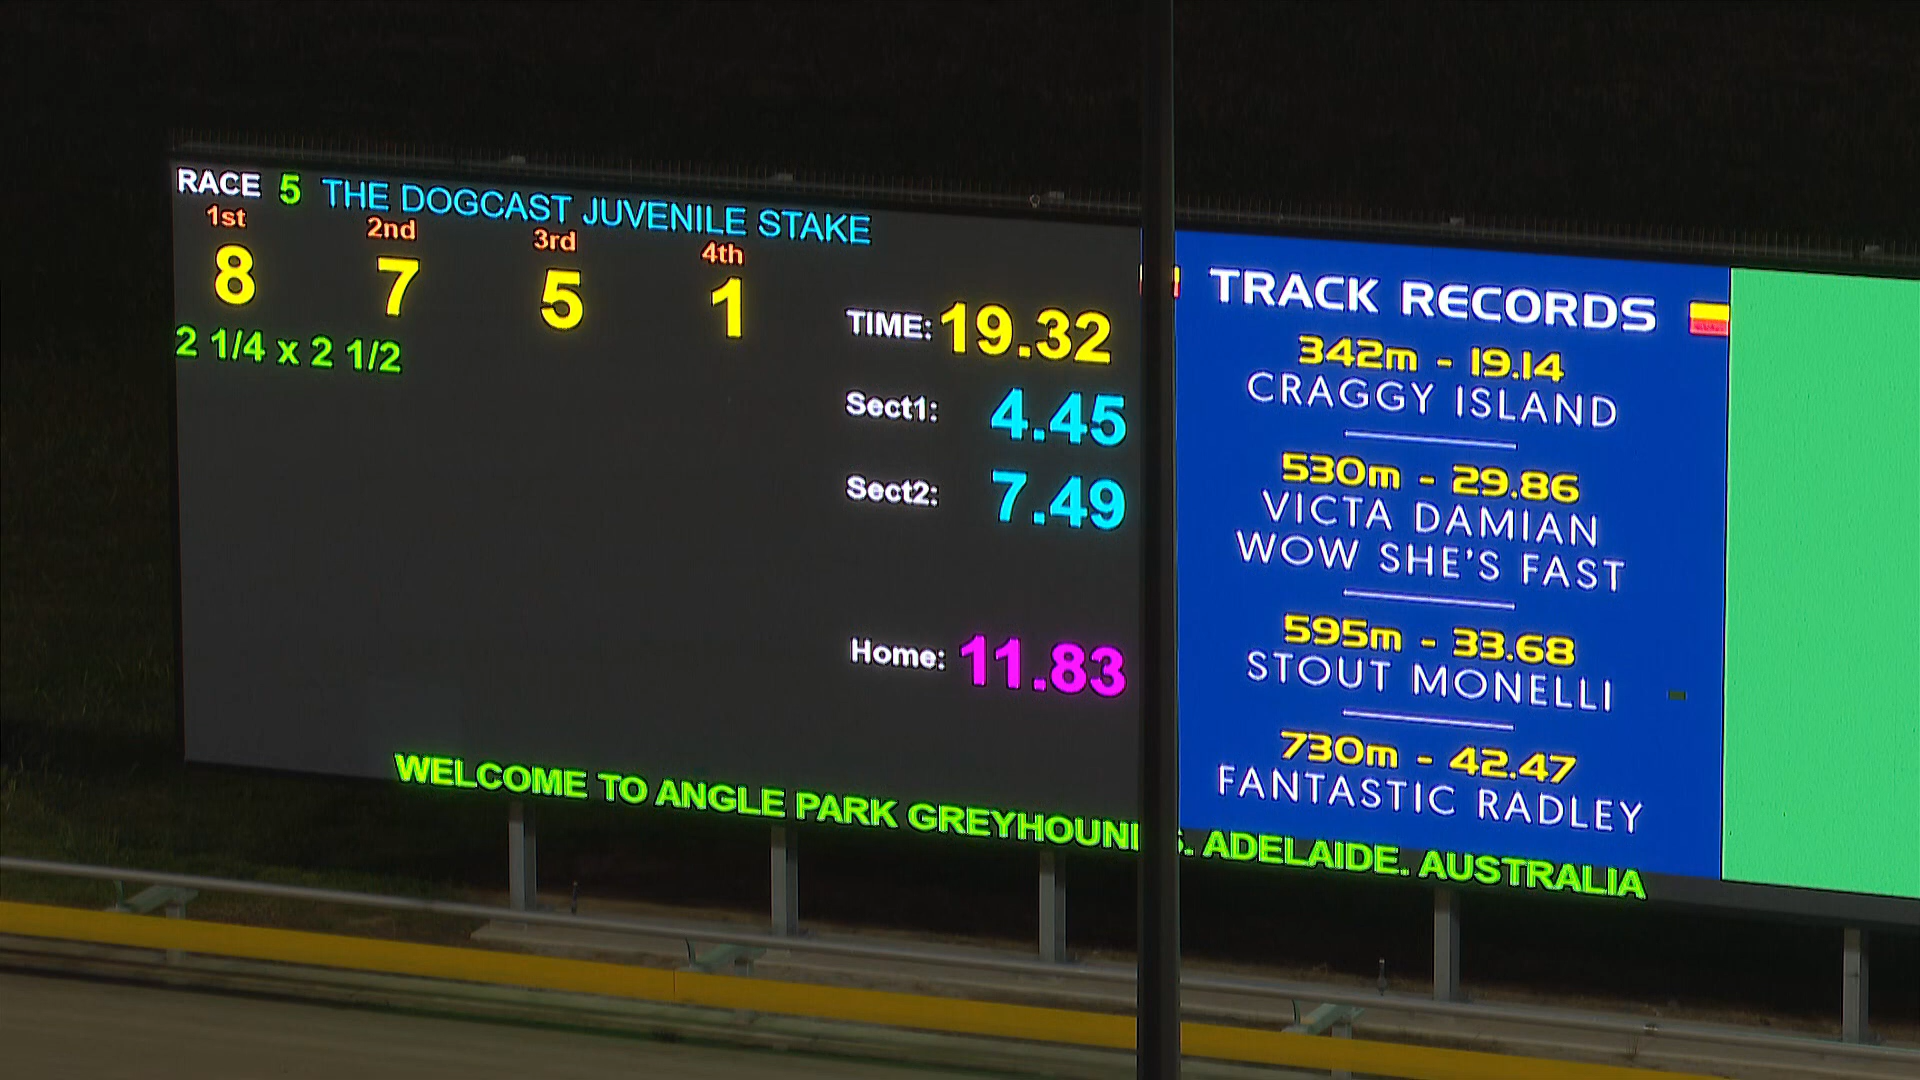 RACE 5 THE DOGCAST JUVENILE STAKE
1st 2nd 3rd 4th
8 7 5 1
2 1/4 x 2 1/2
TIME: 19.32
Sect1: 4.45
Sect2: 7.49
Home: 11.83
TRACK RECORDS
342m - 19.14
CRAGGY ISLAND
530m - 29.86
VICTA DAMIAN
WOW SHE'S FAST
595m - 33.68
STOUT MONELLI
730m - 42.47
FANTASTIC RADLEY
WELCOME TO ANGLE PARK GREYHOUNDS. ADELAIDE. AUSTRALIA